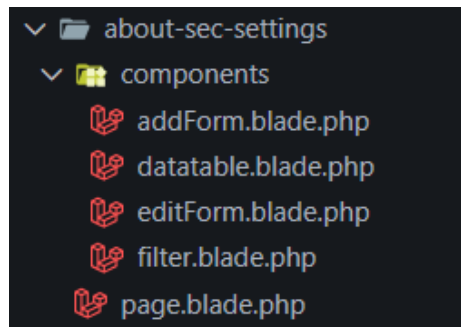 about-sec-settings
components
addForm.blade.php
datatable.blade.php
editForm.blade.php
filter.blade.php
page.blade.php